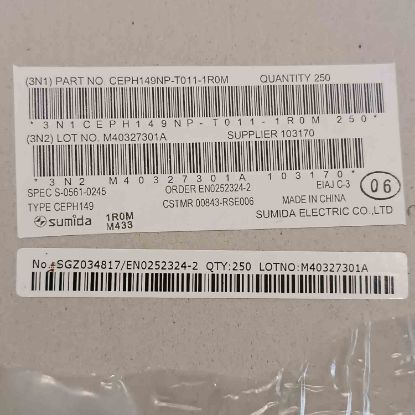 (3N1) PART NO. CEPH149NP-T011-1R0M QUANTITY 250
*3N1CEPH149NP-T011-1R0M 250*
(3N2) LOT NO. M40327301A SUPPLIER 103170
*3N2 M40327301A 103170*
SPEC S-0561-0245 ORDER EN0252324-2 EIAJ C-3
TYPE CEPH149 CSTMR 00843-RSE006 MADE IN CHINA 06
sumida 1R0M SUMIDA ELECTRIC CO.,LTD
M433
No.*SGZ034817/EN0252324-2 QTY:250 LOTNO:M40327301A